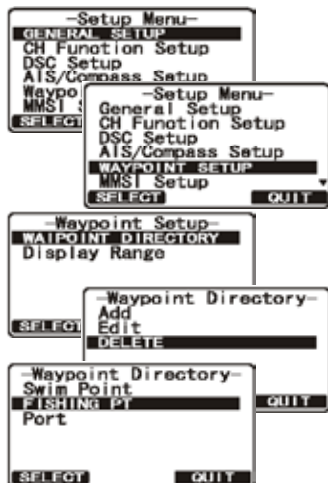 -Setup Menu-
GENERAL SETUP
CH Function Setup
DSC Setup
AIS/Compass Setup
Waypo
MMSI S
SELECT
-Setup Menu-
General Setup
CH Function Setup
DSC Setup
AIS/Compass Setup
WAYPOINT SETUP
MMSI Setup
SELECT QUIT
-Waypoint Setup-
WAIPOINT DIRECTORY
Display Range
SELECT
-Waypoint Directory-
Add
Edit
DELETE
QUIT
-Waypoint Directory-
Swim Point
FISHING PT
Port
SELECT QUIT